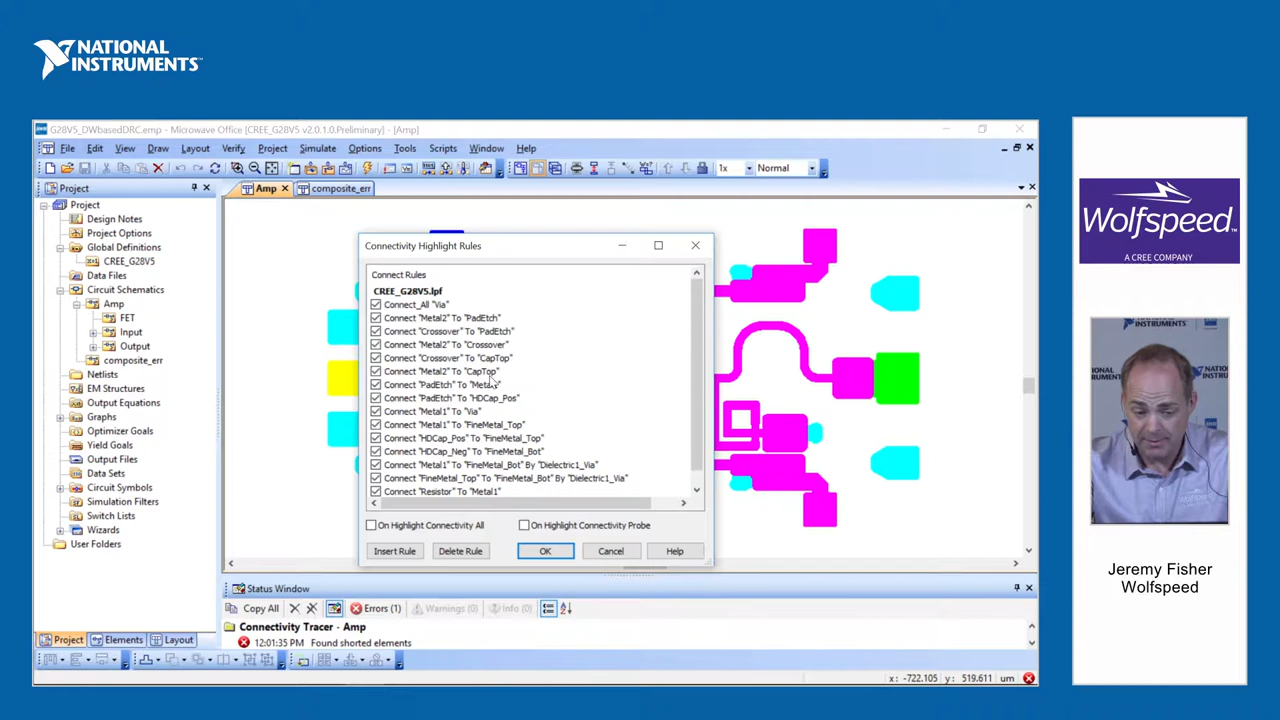 NATIONAL
INSTRUMENTS
G28V5_DWbasedDRC.emp - Microwave Office [CREE_G28V5 v2.0.1.0.Preliminary] - [Amp]
File Edit View Draw Layout Verify Project Simulate Options Tools Scripts Window Help
1x Normal
Project
Amp
composite_err
Project
Design Notes
Project Options
Global Definitions
CREE_G28V5
Data Files
Circuit Schematics
Amp
FET
Input
Output
composite_err
Netlists
EM Structures
Output Equations
Graphs
Optimizer Goals
Yield Goals
Output Files
Data Sets
Circuit Symbols
Simulation Filters
Switch Lists
Wizards
User Folders
Project Elements Layout
Connectivity Highlight Rules
Connect Rules
CREE_G28V5.lpf
Connect_All "Via"
Connect "Metal2" To "PadEtch"
Connect "Crossover" To "PadEtch"
Connect "Metal2" To "Crossover"
Connect "Crossover" To "CapTop"
Connect "Metal2" To "CapTop"
Connect "PadEtch" To
Connect "PadEtch" To "HDCap_Pos"
Connect "Metal1" To "Via"
Connect "Metal1" To "FineMetal_Top"
Connect "HDCap_Pos" To "FineMetal_Top"
Connect "HDCap_Neg" To "FineMetal_Bot"
Connect "Metal1" To "FineMetal_Bot" By "Dielectric1_Via"
Connect "FineMetal_Top" To "FineMetal_Bot" By "Dielectric1_Via"
Connect "Resistor" To "Metal1"
On Highlight Connectivity All
On Highlight Connectivity Probe
Insert Rule
Delete Rule
OK
Cancel
Help
Status Window
Copy All
Errors (1)
Warnings (0)
Info (0)
Connectivity Tracer - Amp
12:01:35 PM Found shorted elements
x: -722.105 y: 519.611 um
Wolfspeed™
A CREE COMPANY
Jeremy Fisher
Wolfspeed